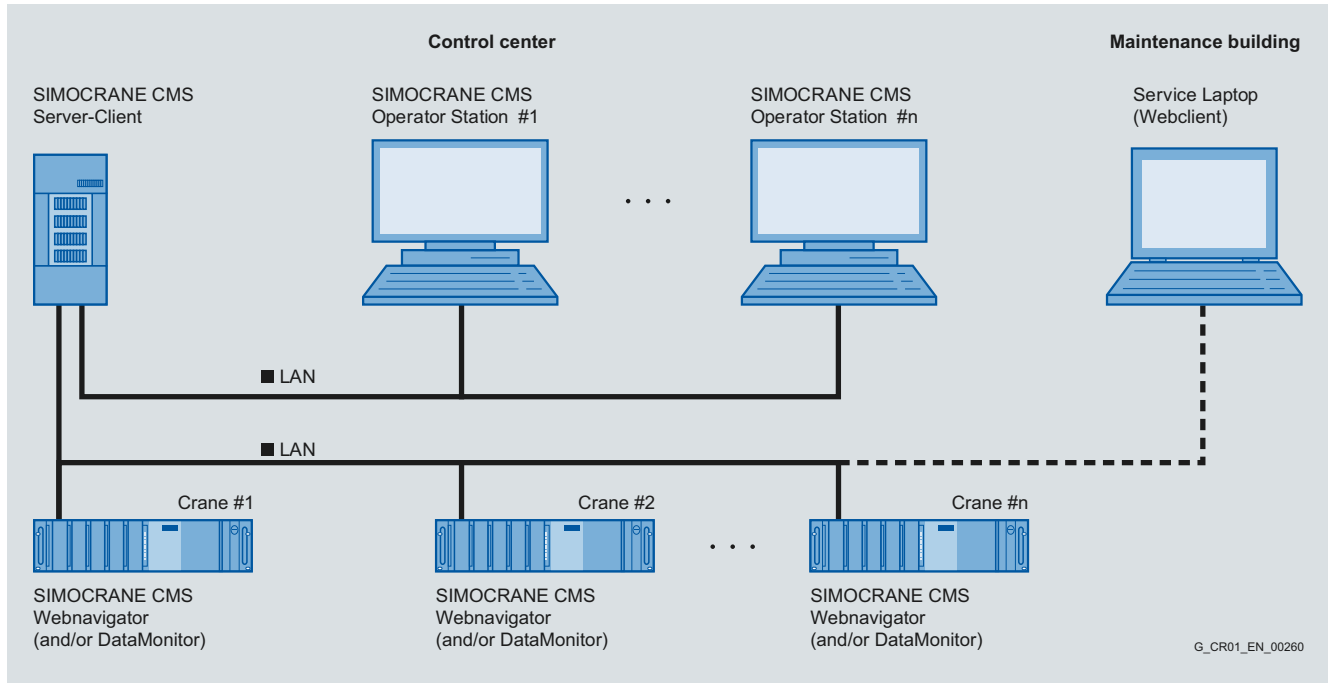 Control center
Maintenance building
SIMOCRANE CMS
Server-Client
SIMOCRANE CMS
Operator Station #1
SIMOCRANE CMS
Operator Station #n
Service Laptop
(Webclient)
. . .
LAN
LAN
Crane #1
Crane #2
Crane #n
. . .
SIMOCRANE CMS
Webnavigator
(and/or DataMonitor)
SIMOCRANE CMS
Webnavigator
(and/or DataMonitor)
SIMOCRANE CMS
Webnavigator
(and/or DataMonitor)
G_CR01_EN_00260